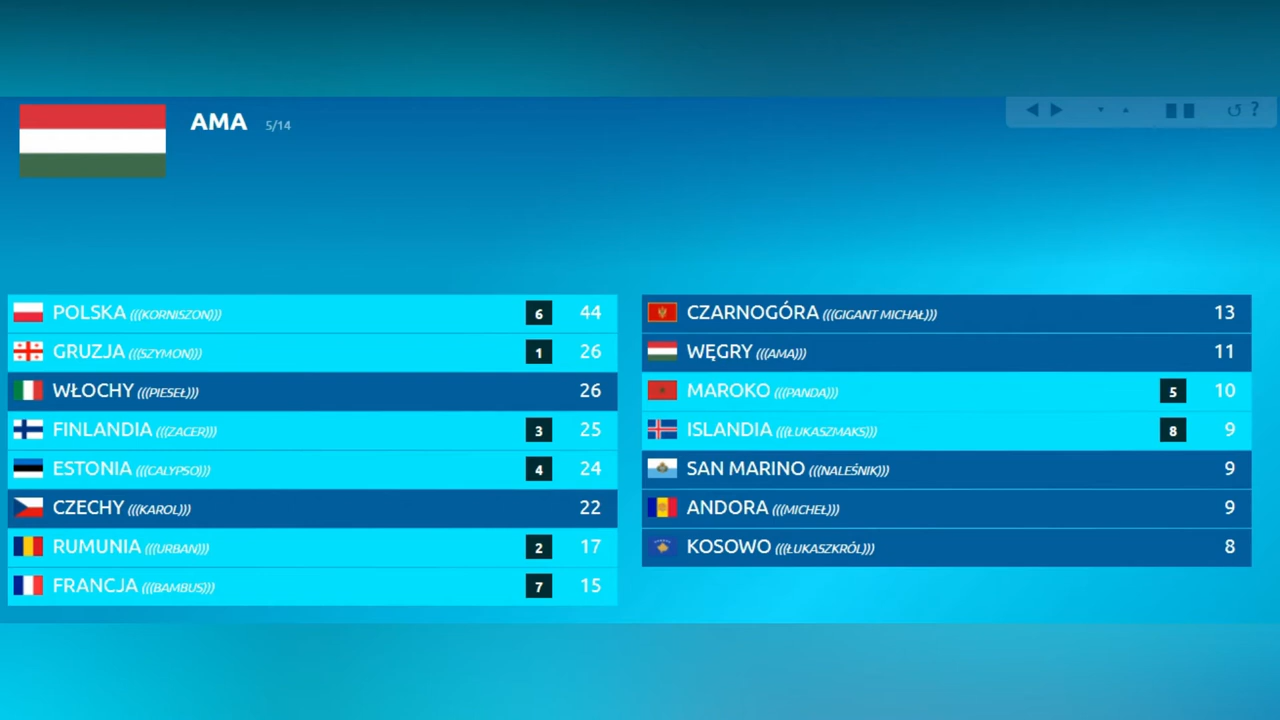 AMA 5/14
?
POLSKA (((KORNISZON))) 6 44
GRUZJA (((SZYMON))) 1 26
WŁOCHY (((PIESEŁ))) 26
FINLANDIA (((ZACER))) 3 25
ESTONIA (((CALYPSO))) 4 24
CZECHY (((KAROL))) 22
RUMUNIA (((URBAN))) 2 17
FRANCJA (((BAMBUS))) 7 15
CZARNOGÓRA (((GIGANT MICHAŁ))) 13
WĘGRY (((AMA))) 11
MAROKO (((PANDA))) 5 10
ISLANDIA (((ŁUKASZMAKS))) 8 9
SAN MARINO (((NALEŚNIK))) 9
ANDORA (((MICHEŁ))) 9
KOSOWO (((ŁUKASZKRÓL))) 8